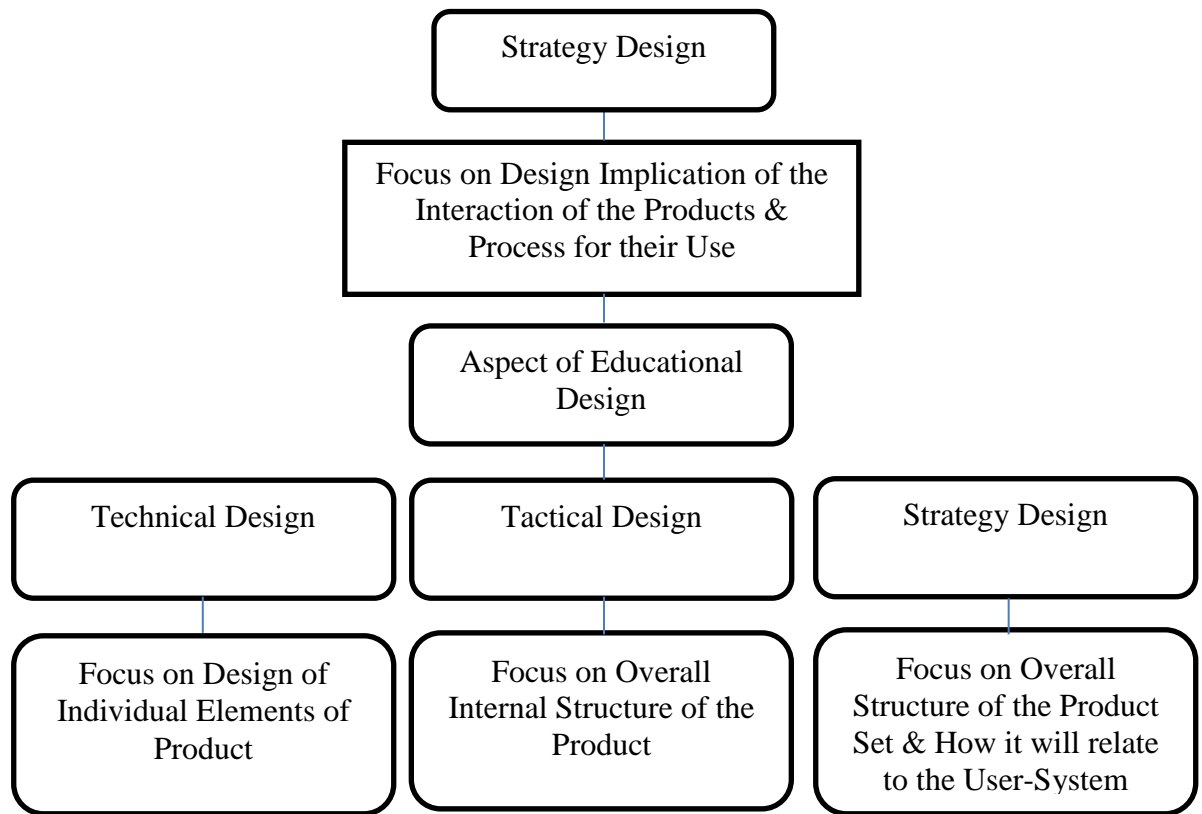 Strategy Design
Focus on Design Implication of the
Interaction of the Products &
Process for their Use
Aspect of Educational
Design
Technical Design
Tactical Design
Strategy Design
Focus on Design of
Individual Elements of
Product
Focus on Overall
Internal Structure of the
Product
Focus on Overall
Structure of the Product
Set & How it will relate
to the User-System